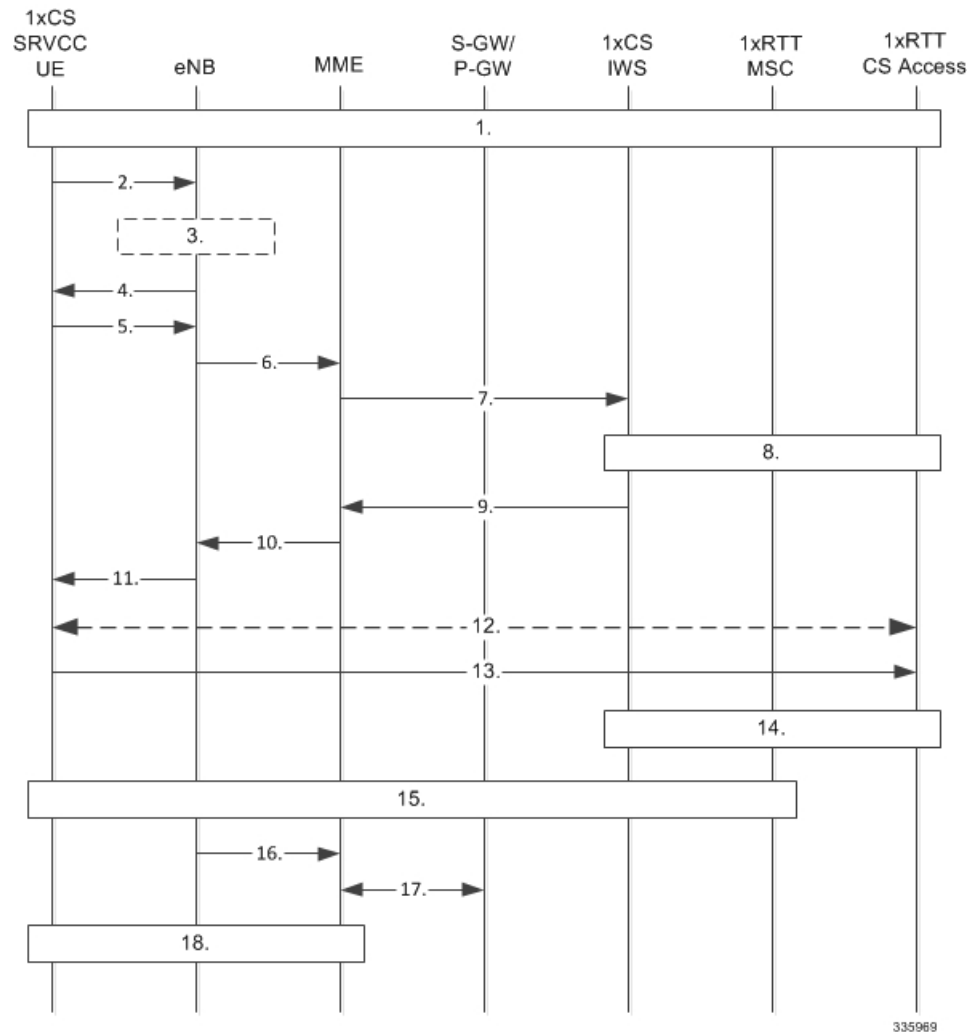 1xCS
SRVCC
UE
eNB
MME
S-GW/
P-GW
1xCS
IWS
1xRTT
MSC
1xRTT
CS Access
1.
2.
3.
4.
5.
6.
7.
8.
9.
10.
11.
12.
13.
14.
15.
16.
17.
18.
335969